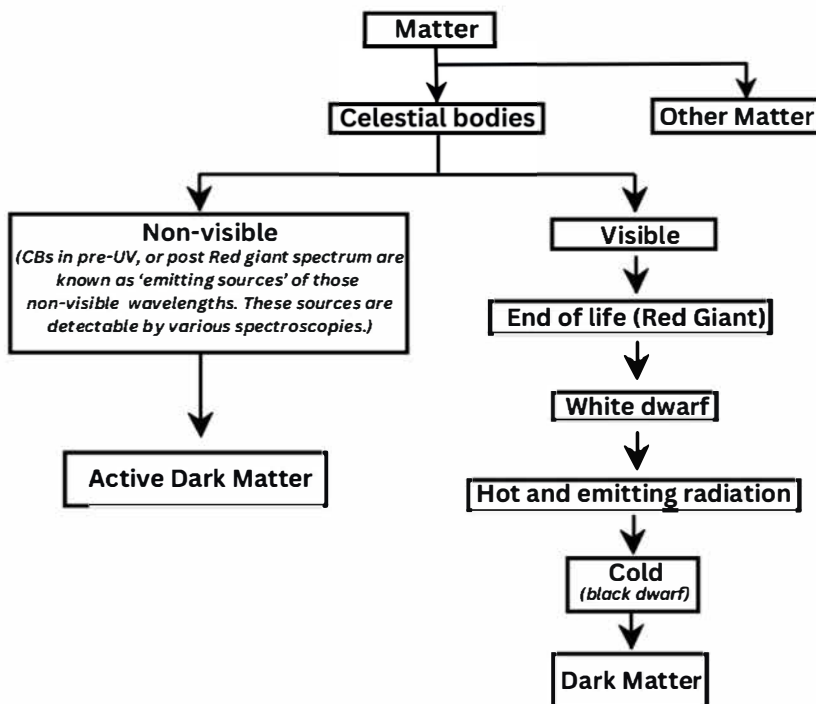 Matter
Celestial bodies
Other Matter
Non-visible
(CBs in pre-UV, or post Red giant spectrum are
known as ‘emitting sources’ of those
non-visible wavelengths. These sources are
detectable by various spectroscopies.)
Active Dark Matter
Visible
End of life (Red Giant)
White dwarf
Hot and emitting radiation
Cold
(black dwarf)
Dark Matter